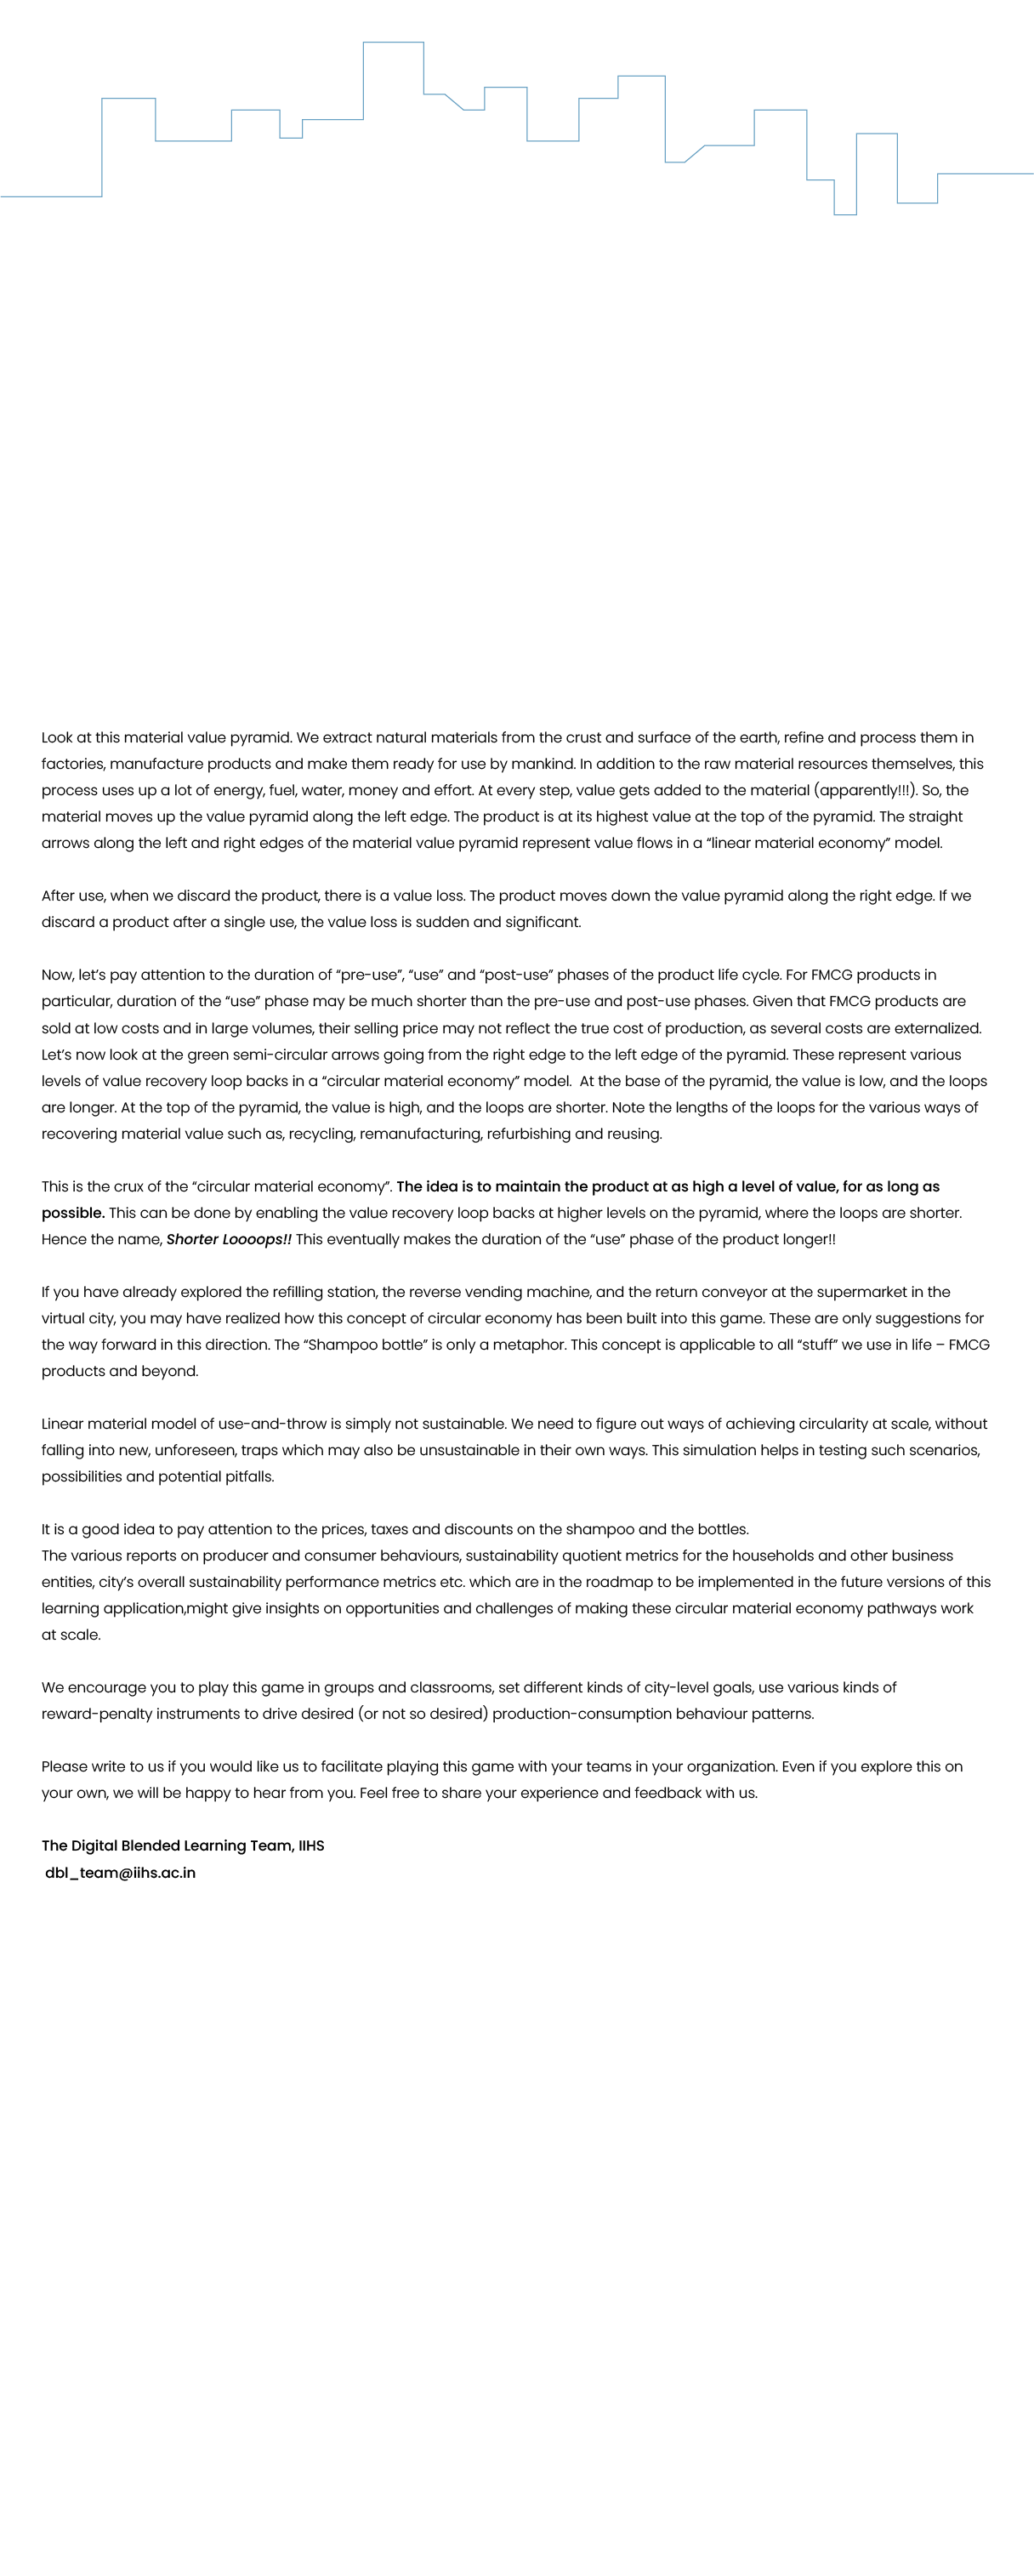 Look at this material value pyramid. We extract natural materials from the crust and surface of the earth, refine and process them in
factories, manufacture products and make them ready for use by mankind. In addition to the raw material resources themselves, this
process uses up a lot of energy, fuel, water, money and effort. At every step, value gets added to the material (apparently!!!). So, the
material moves up the value pyramid along the left edge. The product is at its highest value at the top of the pyramid. The straight
arrows along the left and right edges of the material value pyramid represent value flows in a “linear material economy” model.
After use, when we discard the product, there is a value loss. The product moves down the value pyramid along the right edge. If we
discard a product after a single use, the value loss is sudden and significant.
Now, let’s pay attention to the duration of “pre-use”, “use” and “post-use” phases of the product life cycle. For FMCG products in
particular, duration of the “use” phase may be much shorter than the pre-use and post-use phases. Given that FMCG products are
sold at low costs and in large volumes, their selling price may not reflect the true cost of production, as several costs are externalized.
Let’s now look at the green semi-circular arrows going from the right edge to the left edge of the pyramid. These represent various
levels of value recovery loop backs in a “circular material economy” model.  At the base of the pyramid, the value is low, and the loops
are longer. At the top of the pyramid, the value is high, and the loops are shorter. Note the lengths of the loops for the various ways of
recovering material value such as, recycling, remanufacturing, refurbishing and reusing.
This is the crux of the “circular material economy”. The idea is to maintain the product at as high a level of value, for as long as
possible. This can be done by enabling the value recovery loop backs at higher levels on the pyramid, where the loops are shorter.
Hence the name, Shorter Loooops!! This eventually makes the duration of the “use” phase of the product longer!!
If you have already explored the refilling station, the reverse vending machine, and the return conveyor at the supermarket in the
virtual city, you may have realized how this concept of circular economy has been built into this game. These are only suggestions for
the way forward in this direction. The “Shampoo bottle” is only a metaphor. This concept is applicable to all “stuff” we use in life – FMCG
products and beyond.
Linear material model of use-and-throw is simply not sustainable. We need to figure out ways of achieving circularity at scale, without
falling into new, unforeseen, traps which may also be unsustainable in their own ways. This simulation helps in testing such scenarios,
possibilities and potential pitfalls.
It is a good idea to pay attention to the prices, taxes and discounts on the shampoo and the bottles.
The various reports on producer and consumer behaviours, sustainability quotient metrics for the households and other business
entities, city’s overall sustainability performance metrics etc. which are in the roadmap to be implemented in the future versions of this
learning application,might give insights on opportunities and challenges of making these circular material economy pathways work
at scale.
We encourage you to play this game in groups and classrooms, set different kinds of city-level goals, use various kinds of
reward-penalty instruments to drive desired (or not so desired) production-consumption behaviour patterns.
Please write to us if you would like us to facilitate playing this game with your teams in your organization. Even if you explore this on
your own, we will be happy to hear from you. Feel free to share your experience and feedback with us.
The Digital Blended Learning Team, IIHS
dbl_team@iihs.ac.in